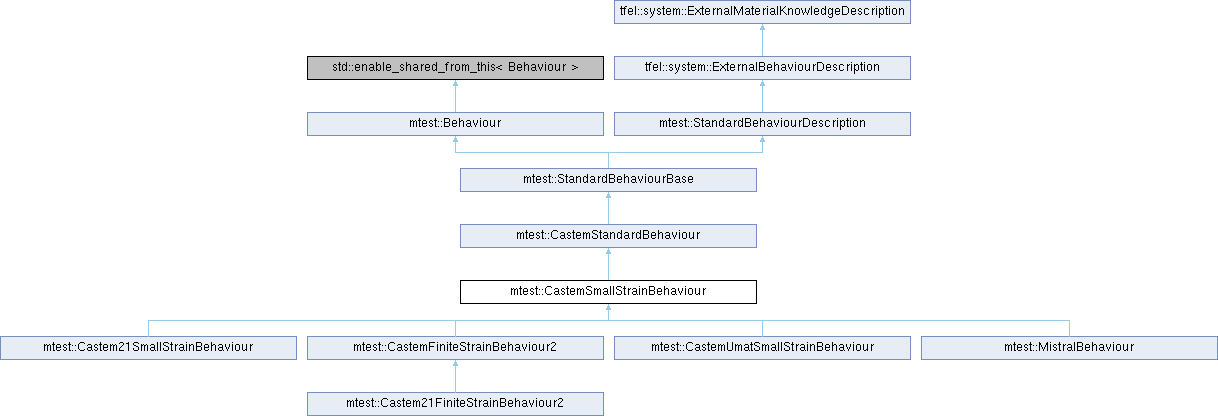 tfel::system::ExternalMaterialKnowledgeDescription
std::enable_shared_from_this< Behaviour >
tfel::system::ExternalBehaviourDescription
mtest::Behaviour
mtest::StandardBehaviourDescription
mtest::StandardBehaviourBase
mtest::CastemStandardBehaviour
mtest::CastemSmallStrainBehaviour
mtest::Castem21SmallStrainBehaviour
mtest::CastemFiniteStrainBehaviour2
mtest::CastemUmatSmallStrainBehaviour
mtest::MistralBehaviour
mtest::Castem21FiniteStrainBehaviour2